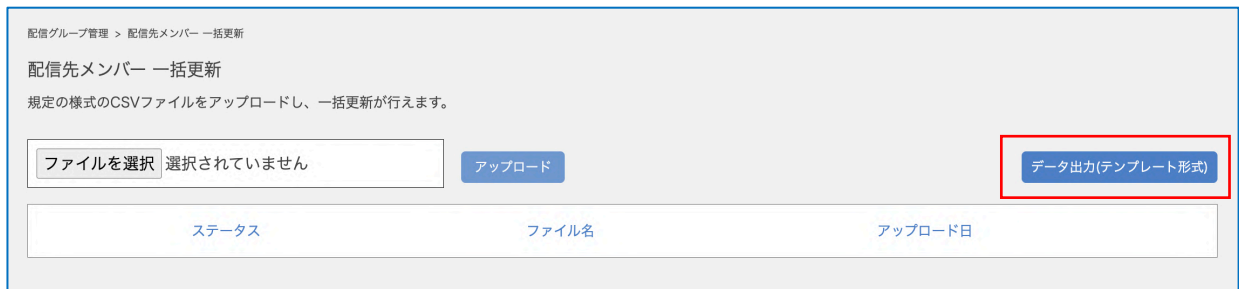 配信グループ管理 > 配信先メンバー 一括更新
配信先メンバー 一括更新
規定の様式のCSVファイルをアップロードし、一括更新が行えます。
ファイルを選択 選択されていません アップロード データ出力(テンプレート形式)
ステータス ファイル名 アップロード日